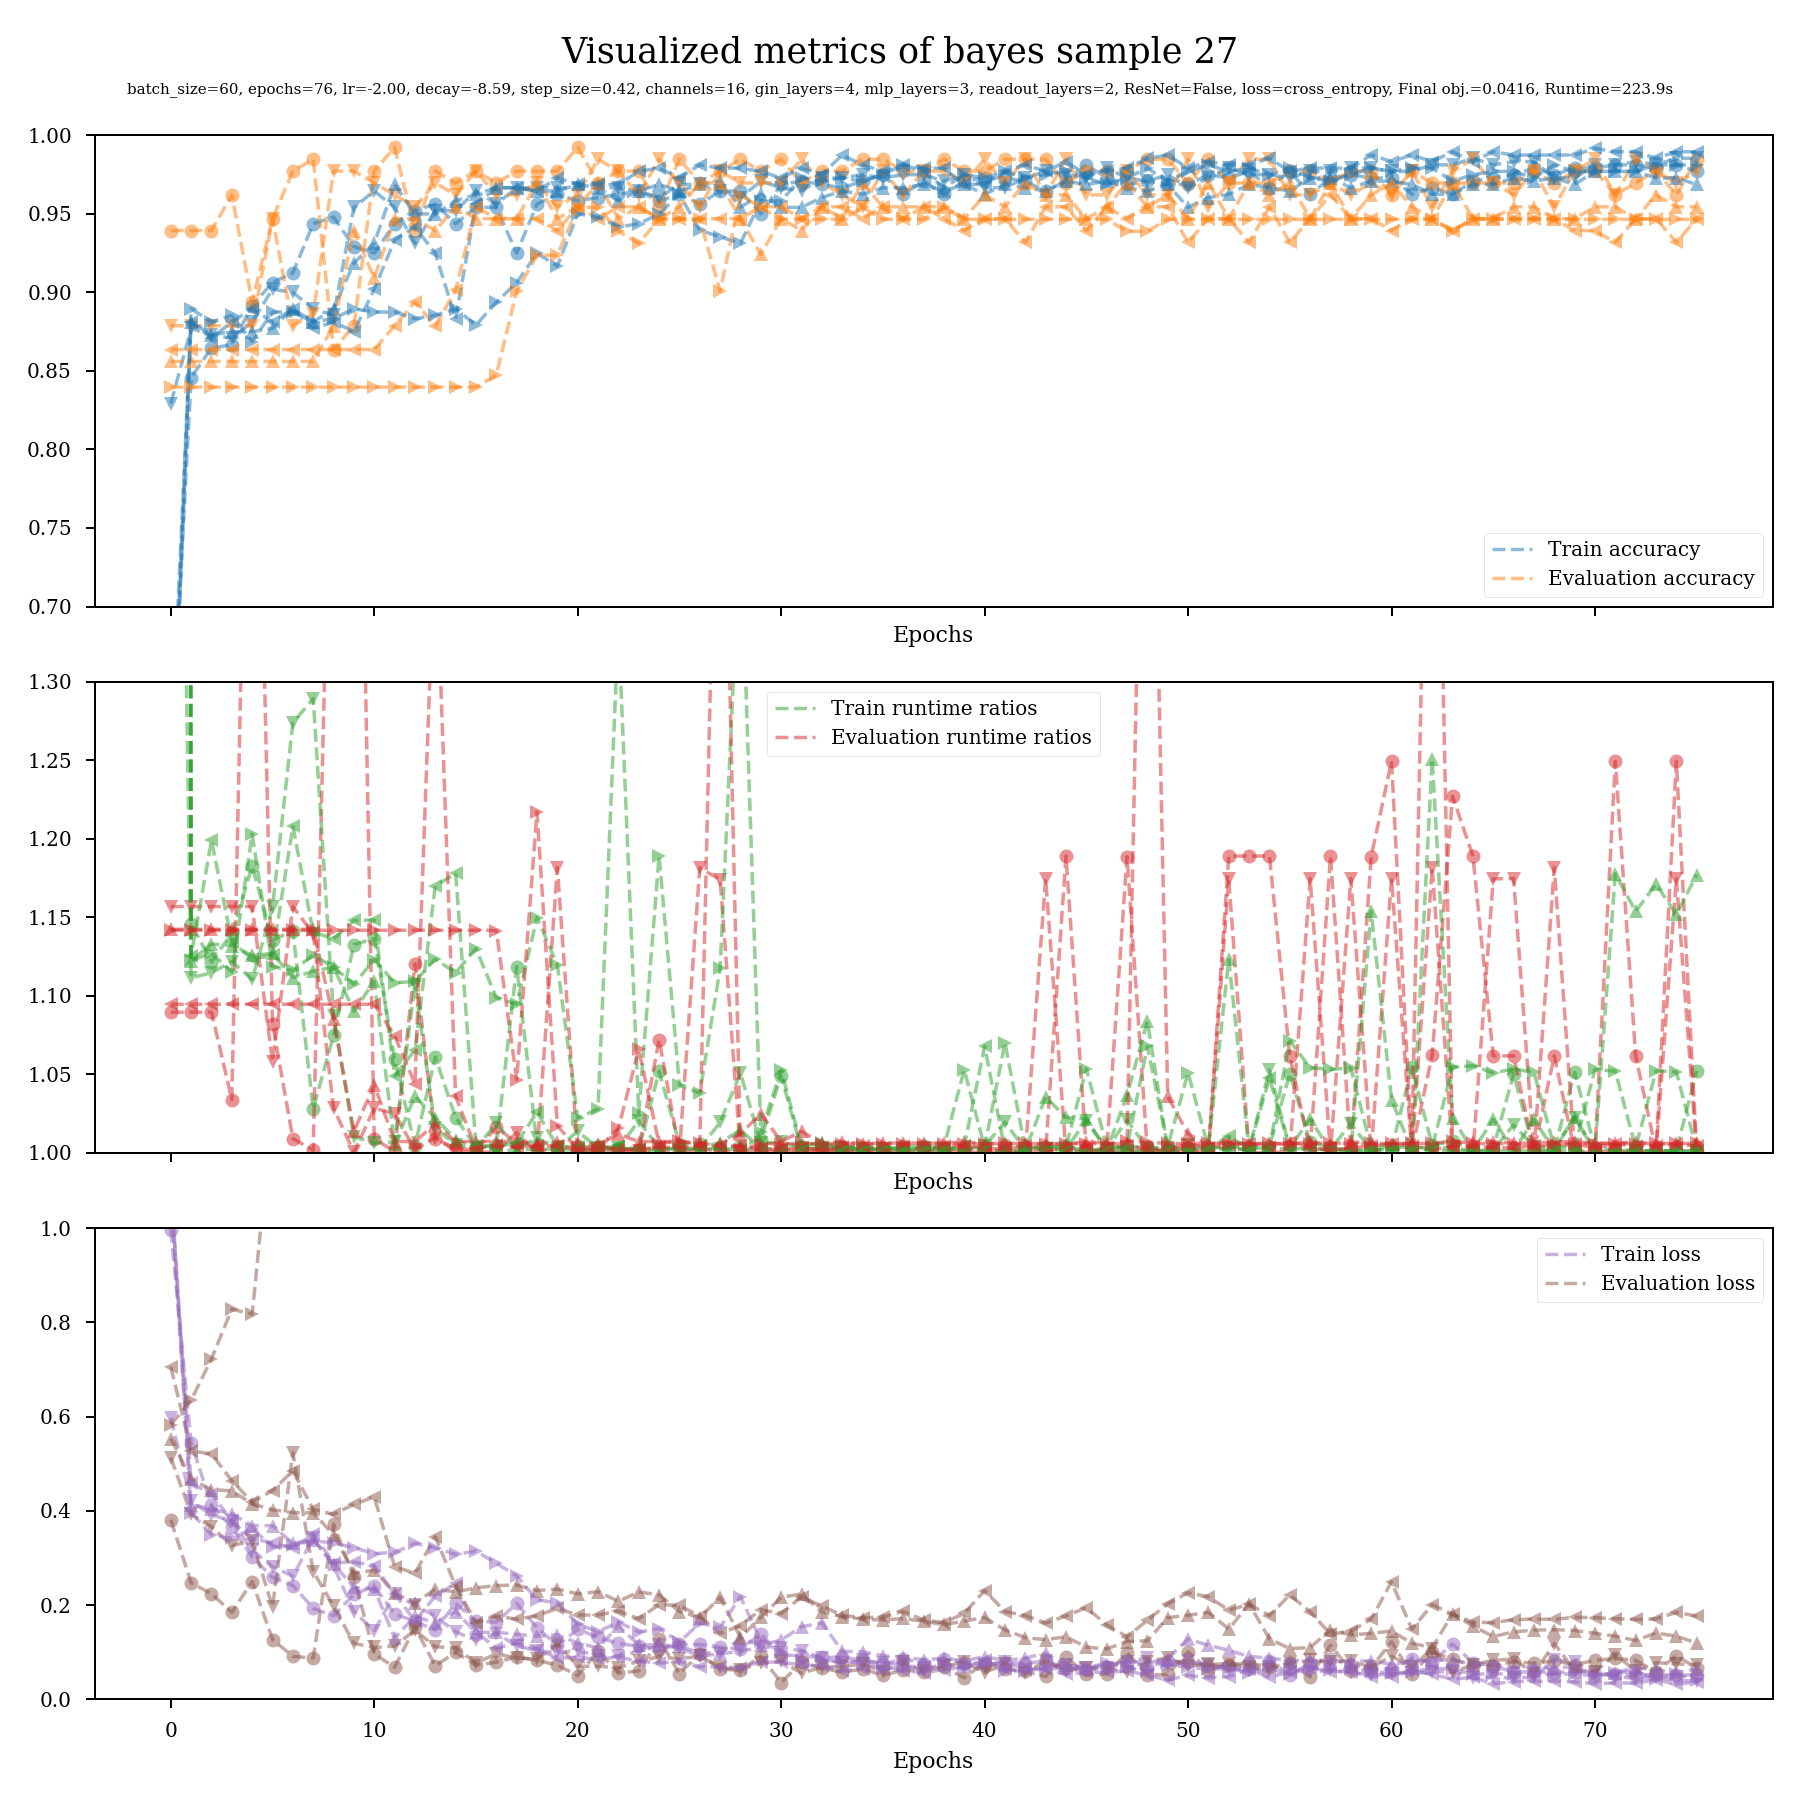 Visualized metrics of bayes sample 27
batch_size=60, epochs=76, lr=-2.00, decay=-8.59, step_size=0.42, channels=16, gin_layers=4, mlp_layers=3, readout_layers=2, ResNet=False, loss=cross_entropy, Final obj.=0.0416, Runtime=223.9s
1.00
0.95
0.90
0.85
0.80
0.75
0.70
Train accuracy
Evaluation accuracy
Epochs
1.30
1.25
1.20
1.15
1.10
1.05
1.00
Train runtime ratios
Evaluation runtime ratios
Epochs
1.0
0.8
0.6
0.4
0.2
0.0
Train loss
Evaluation loss
0 10 20 30 40 50 60 70
Epochs